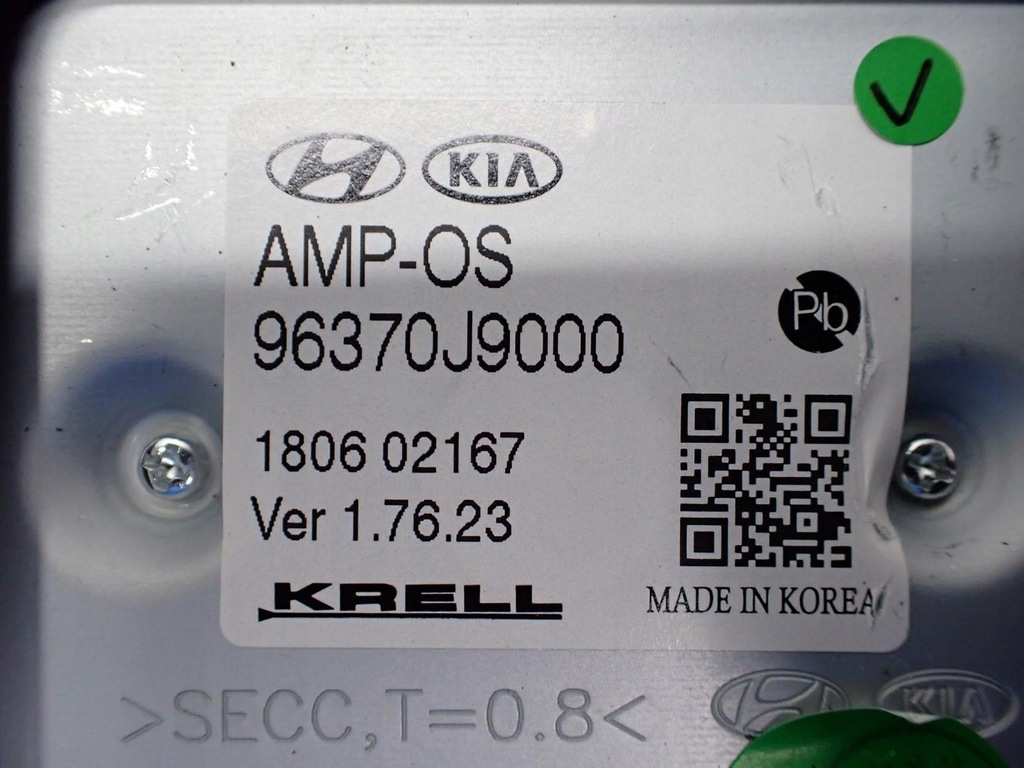 KIA
AMP-OS
96370J9000
Pb
1806 02167
Ver 1.76.23
KRELL
MADE IN KOREA
>SECC,T=0.8<
KIA